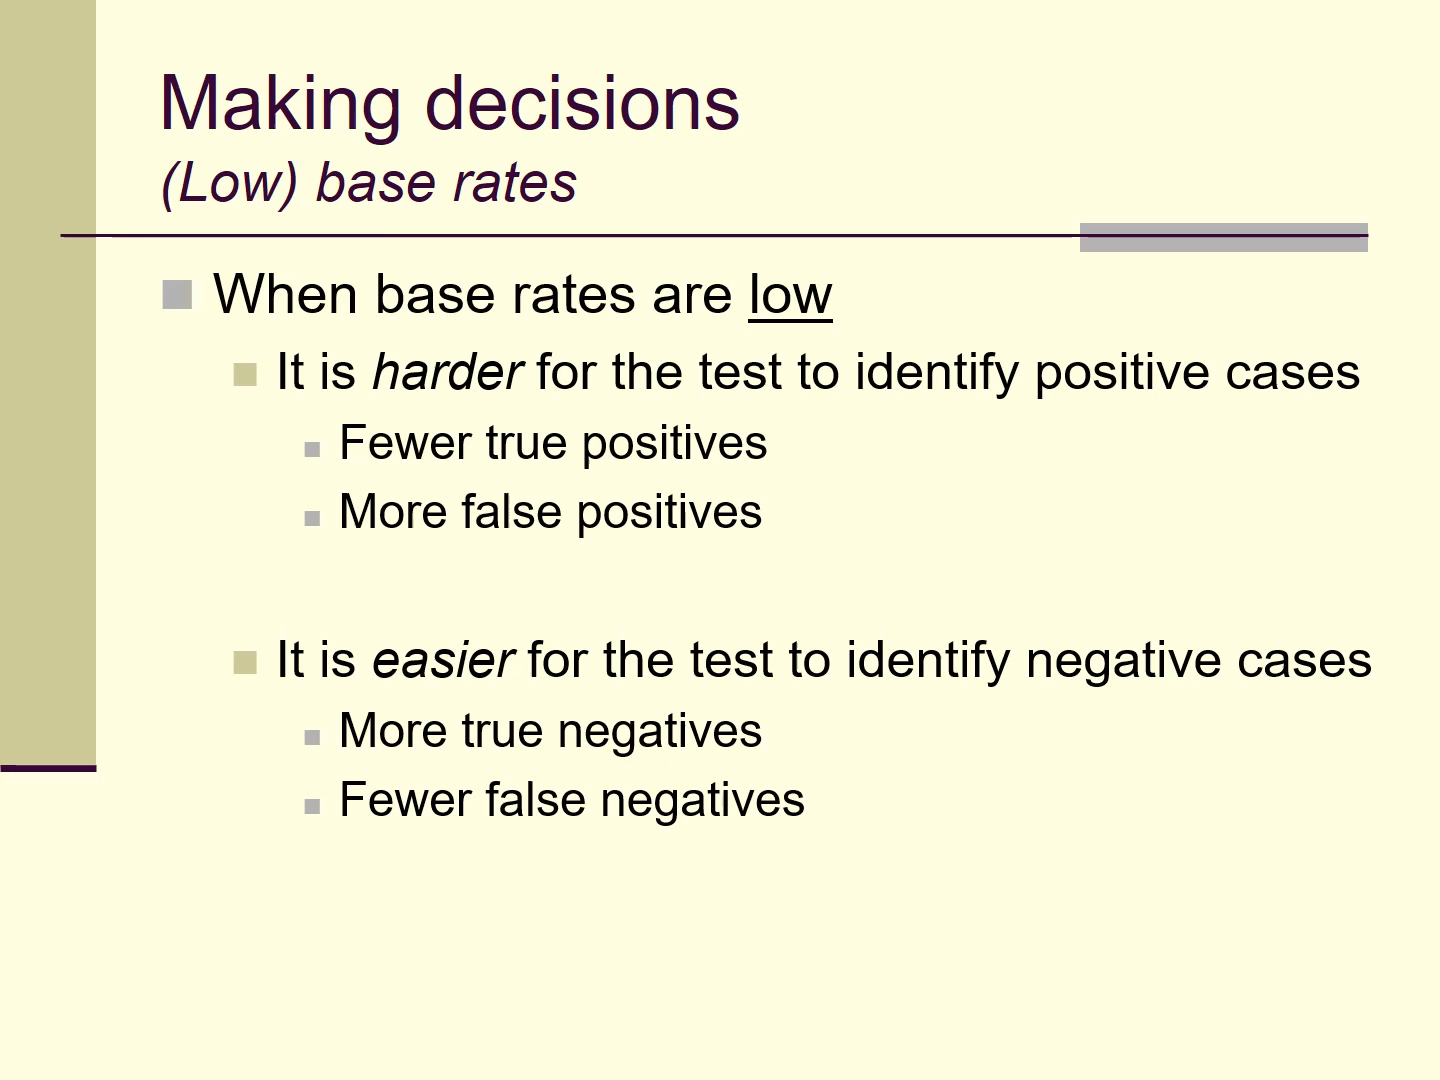 Making decisions
(Low) base rates
When base rates are low
It is harder for the test to identify positive cases
Fewer true positives
More false positives
It is easier for the test to identify negative cases
More true negatives
Fewer false negatives